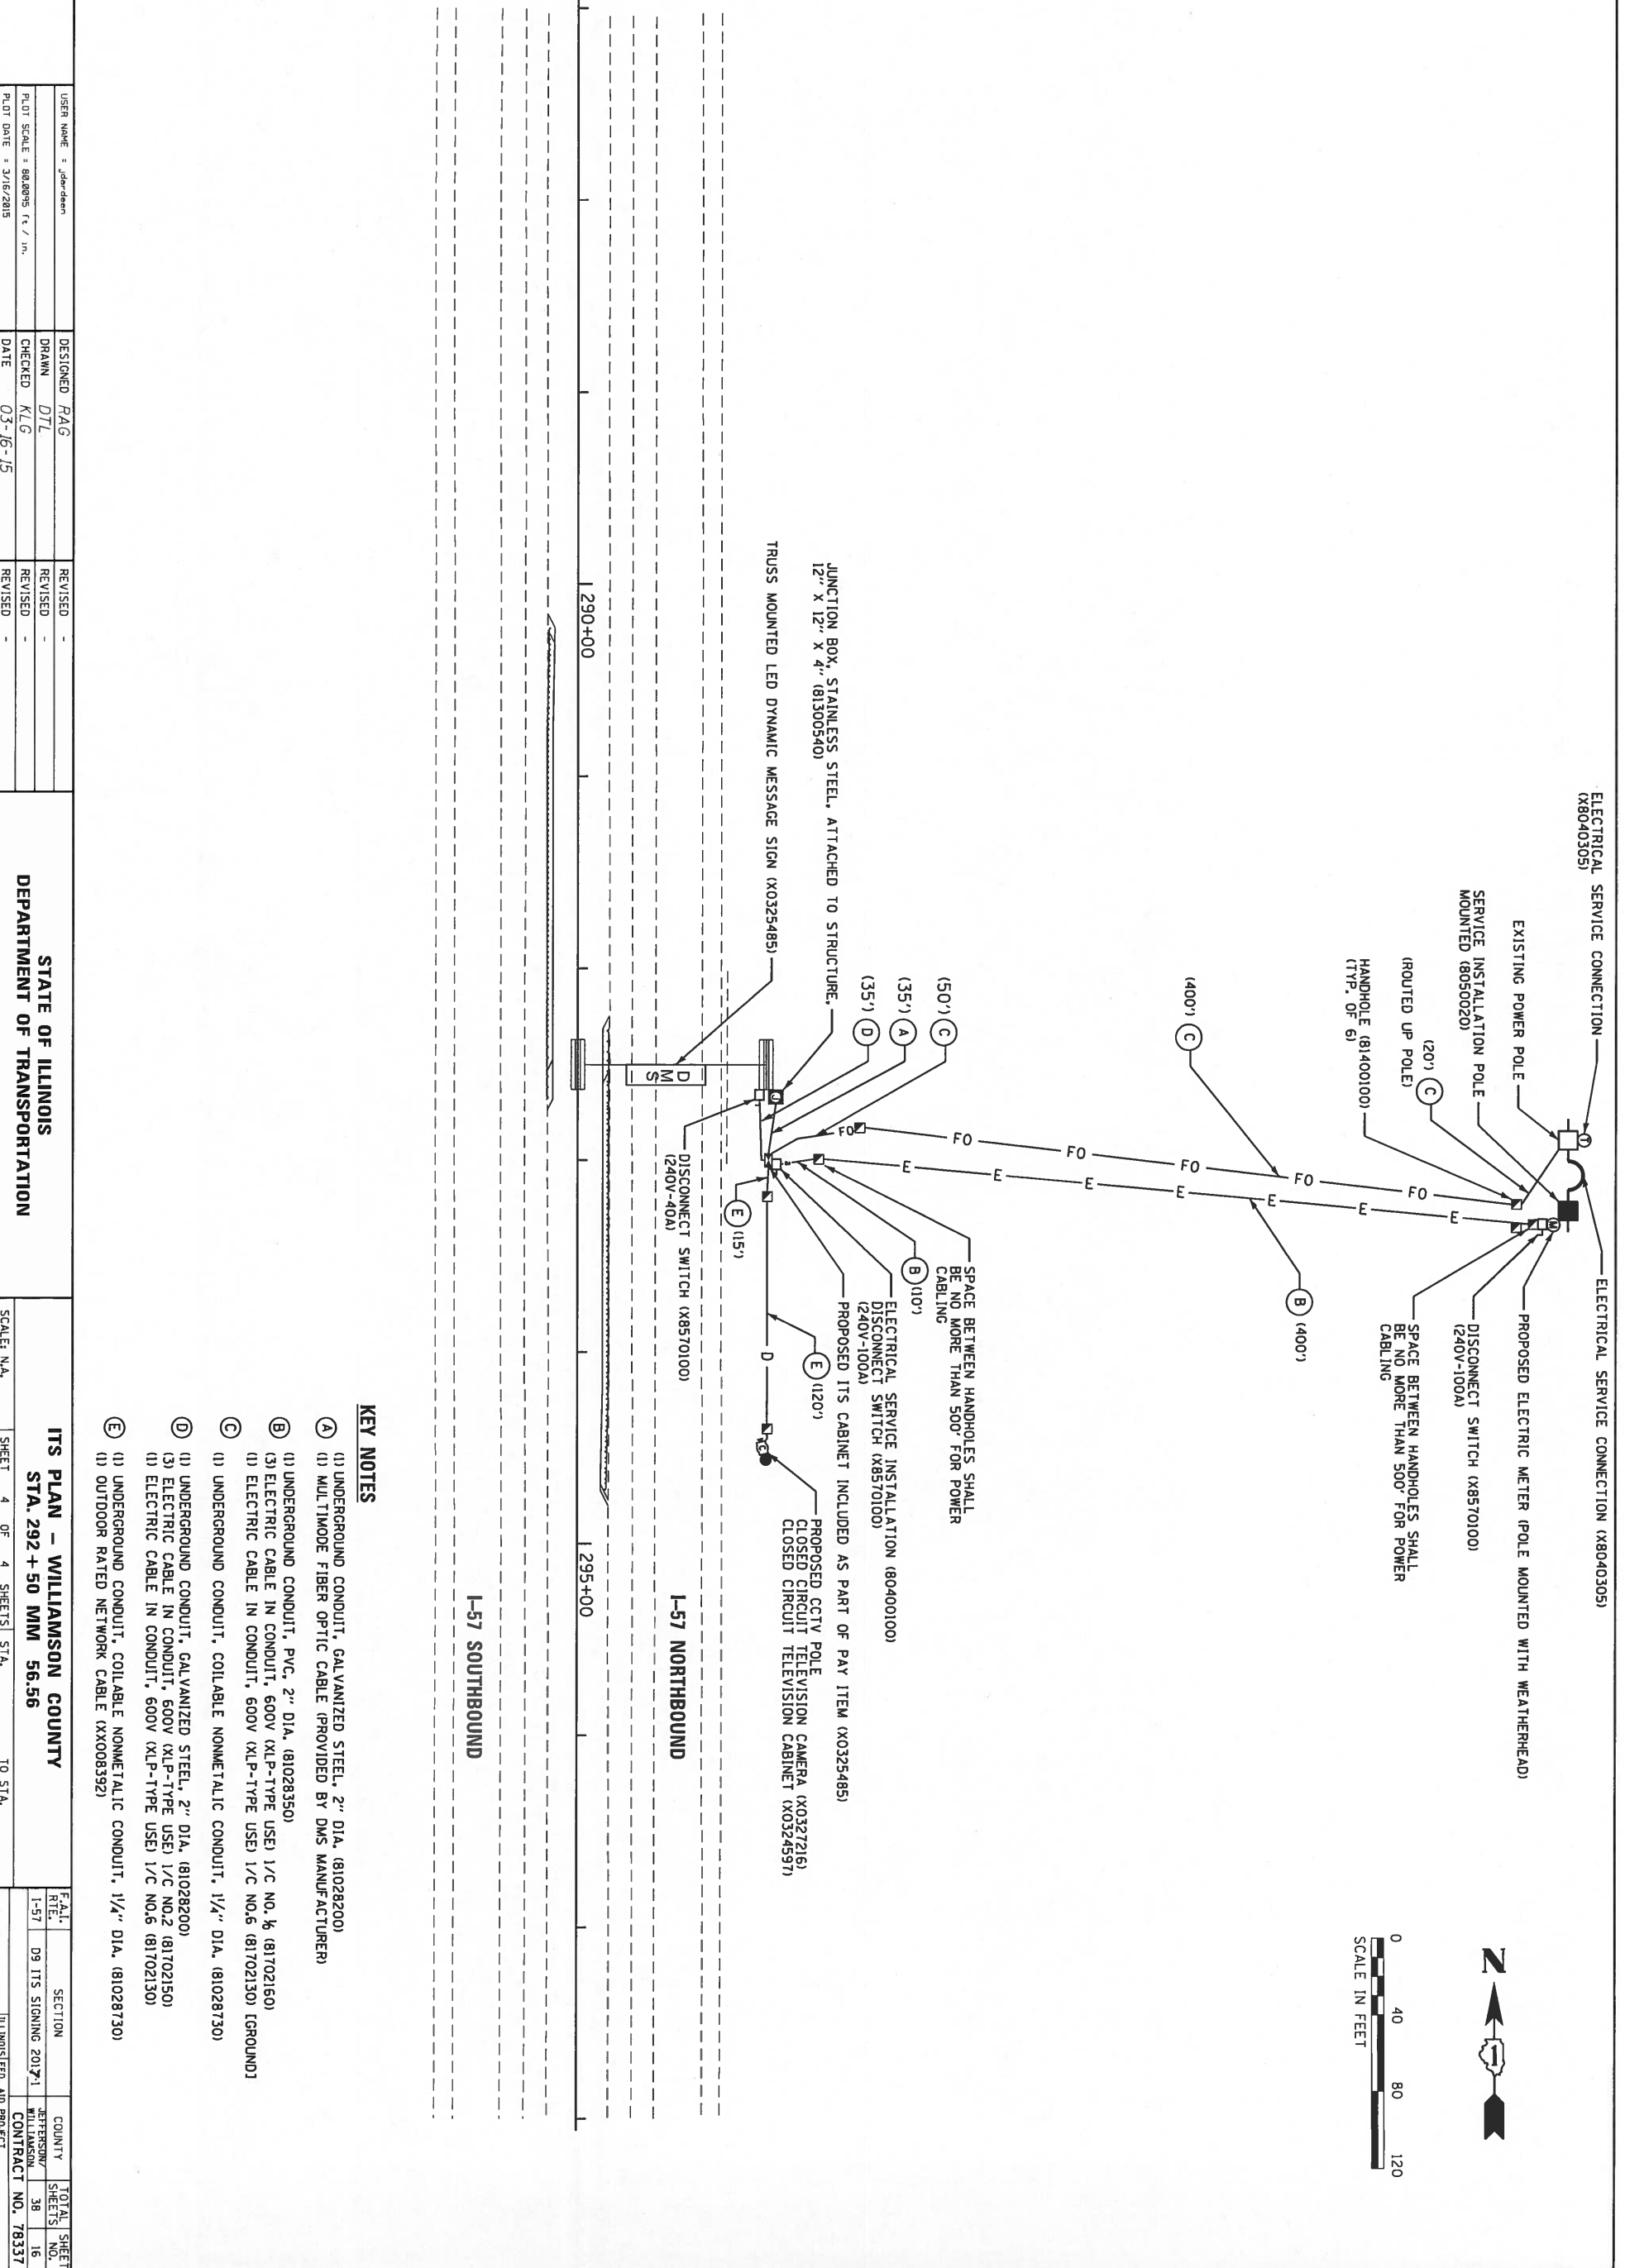 ELECTRICAL SERVICE CONNECTION
(X8040305)
EXISTING POWER POLE
SERVICE INSTALLATION POLE
MOUNTED (8050020)
(20') C
(ROUTED UP POLE)
HANDHOLE (81400100)
(TYP. OF 6)
T
M
ELECTRICAL SERVICE CONNECTION (X8040305)
PROPOSED ELECTRIC METER (POLE MOUNTED WITH WEATHERHEAD)
DISCONNECT SWITCH (X8570100)
(240V-100A)
SPACE BETWEEN HANDHOLES SHALL
BE NO MORE THAN 500' FOR POWER
CABLING
Z
0 40 80 120
SCALE IN FEET
(400') C
B (400')
FO FO FO FO FO FO
E E E E E E E
(50') C
(35') A
(35') D
JUNCTION BOX, STAINLESS STEEL, ATTACHED TO STRUCTURE,
12" X 12" X 4" (81300540)
TRUSS MOUNTED LED DYNAMIC MESSAGE SIGN (X0325485)
J
DMS
SPACE BETWEEN HANDHOLES SHALL
BE NO MORE THAN 500' FOR POWER
CABLING
B (10')
ELECTRICAL SERVICE INSTALLATION (80400100)
DISCONNECT SWITCH (X8570100)
(240V-100A)
PROPOSED ITS CABINET INCLUDED AS PART OF PAY ITEM (X0325485)
E (120')
PROPOSED CCTV POLE
CLOSED CIRCUIT TELEVISION CAMERA (X0327216)
CLOSED CIRCUIT TELEVISION CABINET (X0324597)
D
C
E (15')
DISCONNECT SWITCH (X8570100)
(240V-40A)
I-57 NORTHBOUND
290+00
295+00
I-57 SOUTHBOUND
KEY NOTES
A (1) UNDERGROUND CONDUIT, GALVANIZED STEEL, 2" DIA. (81028200)
(1) MULTIMODE FIBER OPTIC CABLE (PROVIDED BY DMS MANUFACTURER)
B (1) UNDERGROUND CONDUIT, PVC, 2" DIA. (81028350)
(3) ELECTRIC CABLE IN CONDUIT, 600V (XLP-TYPE USE) 1/C NO. 1/0 (81702160)
(1) ELECTRIC CABLE IN CONDUIT, 600V (XLP-TYPE USE) 1/C NO.6 (81702130) [GROUND]
C (1) UNDERGROUND CONDUIT, COILABLE NONMETALIC CONDUIT, 1¼" DIA. (81028730)
D (1) UNDERGROUND CONDUIT, GALVANIZED STEEL, 2" DIA. (81028200)
(3) ELECTRIC CABLE IN CONDUIT, 600V (XLP-TYPE USE) 1/C NO.2 (81702150)
(1) ELECTRIC CABLE IN CONDUIT, 600V (XLP-TYPE USE) 1/C NO.6 (81702130)
E (1) UNDERGROUND CONDUIT, COILABLE NONMETALIC CONDUIT, 1¼" DIA. (81028730)
(1) OUTDOOR RATED NETWORK CABLE (XX008392)
USER NAME = jdardeen
PLOT SCALE = 80.0095 ft / in.
PLOT DATE = 3/16/2015
DESIGNED RAG
DRAWN DTL
CHECKED KLG
DATE 03-16-15
REVISED -
REVISED -
REVISED -
REVISED -
STATE OF ILLINOIS
DEPARTMENT OF TRANSPORTATION
ITS PLAN – WILLIAMSON COUNTY
STA. 292+50 MM 56.56
SCALE: N.A. SHEET 4 OF 4 SHEETS STA. TO STA.
F.A.I. RTE. SECTION COUNTY TOTAL SHEETS SHEET NO.
I-57 D9 ITS SIGNING 2017-1 JEFFERSON/ WILLIAMSON 38 16
CONTRACT NO. 78337
ILLINOIS FED. AID PROJECT